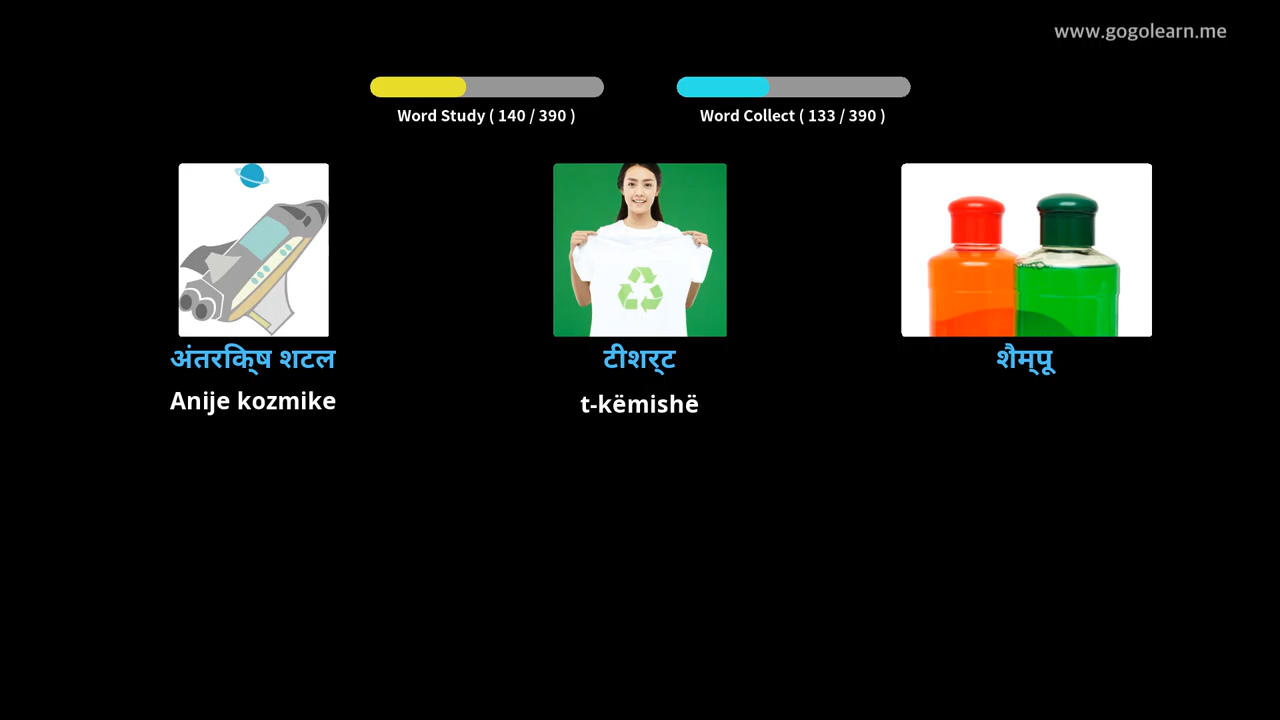 www.gogolearn.me
Word Study ( 140 / 390 )
Word Collect ( 133 / 390 )
अंतरिक्ष शटल
Anije kozmike
टीशर्ट
t-këmishë
शैम्पू